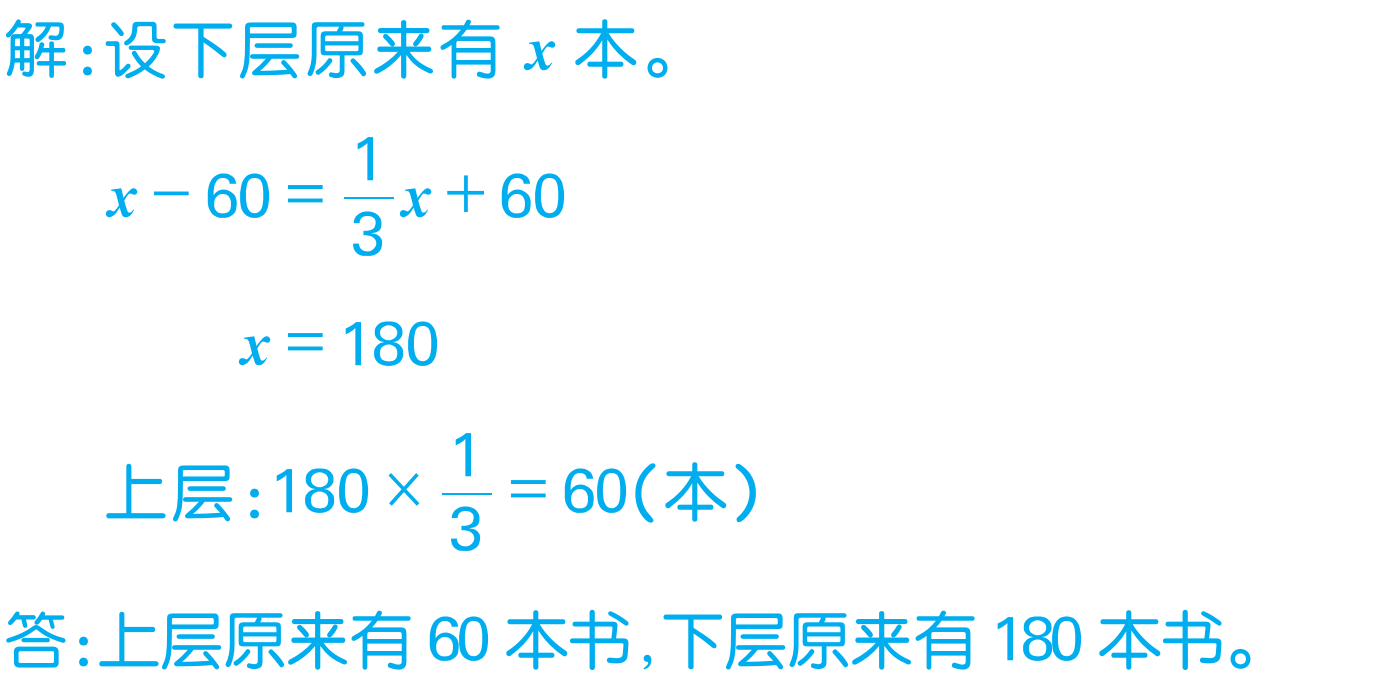 解:设下层原来有 x 本。
x − 60 = 1/3 x + 60
x = 180
上层:180 × 1/3 = 60(本)
答:上层原来有 60 本书,下层原来有 180 本书。